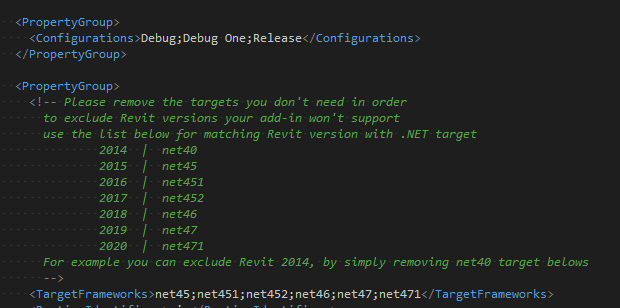 <PropertyGroup>
<Configurations>Debug;Debug One;Release</Configurations>
</PropertyGroup>
<PropertyGroup>
<!-- Please remove the targets you don't need in order
to exclude Revit versions your add-in won't support
use the list below for matching Revit version with .NET target
2014 | net40
2015 | net45
2016 | net451
2017 | net452
2018 | net46
2019 | net47
2020 | net471
For example you can exclude Revit 2014, by simply removing net40 target belows
-->
<TargetFrameworks>net45;net451;net452;net46;net47;net471</TargetFrameworks>